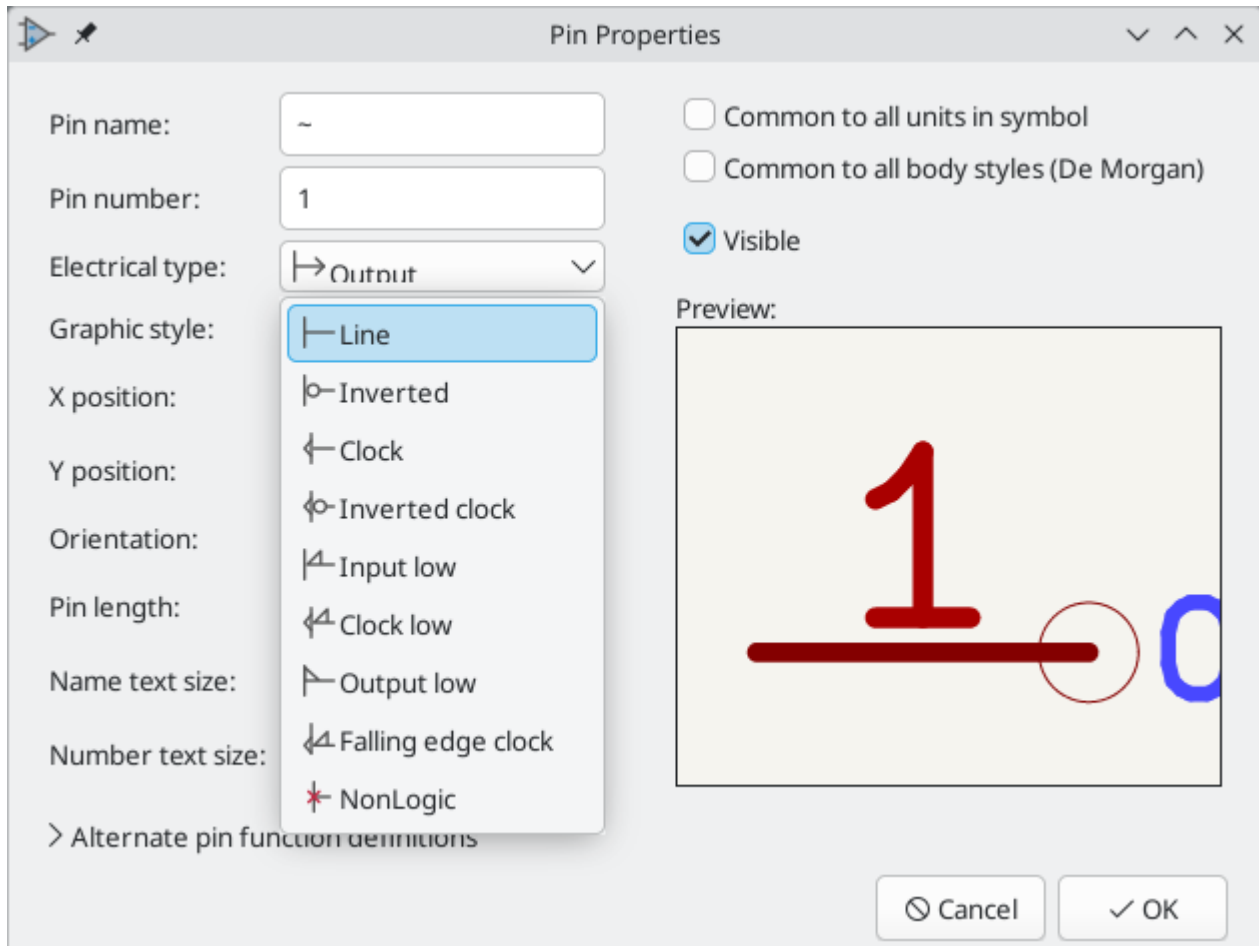 Pin Properties
Pin name:
~
Pin number:
1
Electrical type:
Output
Graphic style:
Line
Inverted
Clock
Inverted clock
Input low
Clock low
Output low
Falling edge clock
NonLogic
X position:
Y position:
Orientation:
Pin length:
Name text size:
Number text size:
Alternate pin function definitions
Common to all units in symbol
Common to all body styles (De Morgan)
Visible
Preview:
1
Cancel
OK